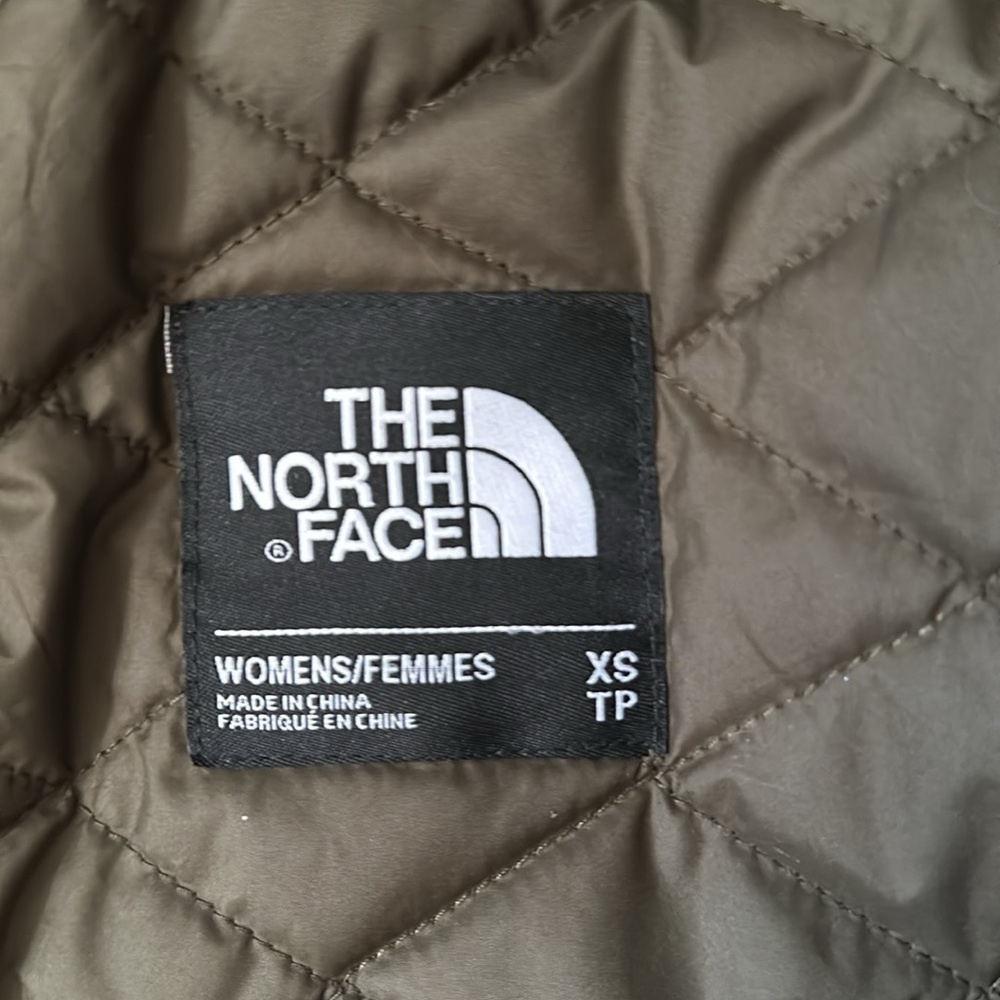 THE
NORTH
® FACE
WOMENS/FEMMES XS
MADE IN CHINA TP
FABRIQUÉ EN CHINE